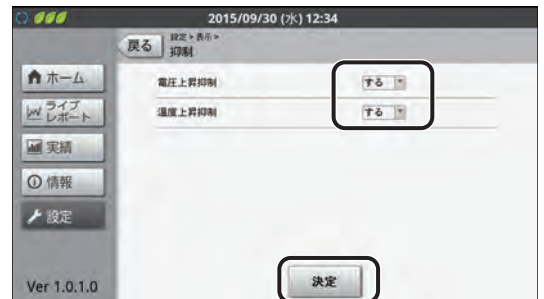 2015/09/30 (水) 12:34
戻る
設定 > 表示 >
抑制
ホーム
ライブ
レポート
実績
情報
設定
Ver 1.0.1.0
電圧上昇抑制 する
温度上昇抑制 する
決定